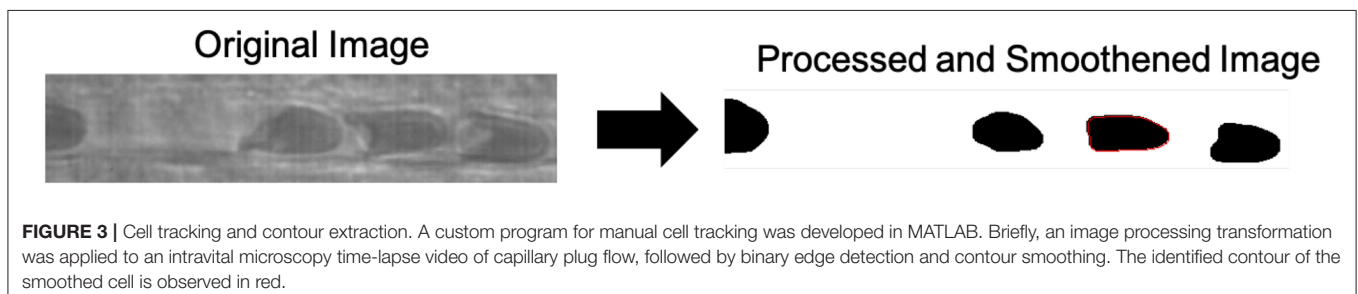 Original Image
Processed and Smoothened Image
FIGURE 3 | Cell tracking and contour extraction. A custom program for manual cell tracking was developed in MATLAB. Briefly, an image processing transformation
was applied to an intravital microscopy time-lapse video of capillary plug flow, followed by binary edge detection and contour smoothing. The identified contour of the
smoothed cell is observed in red.